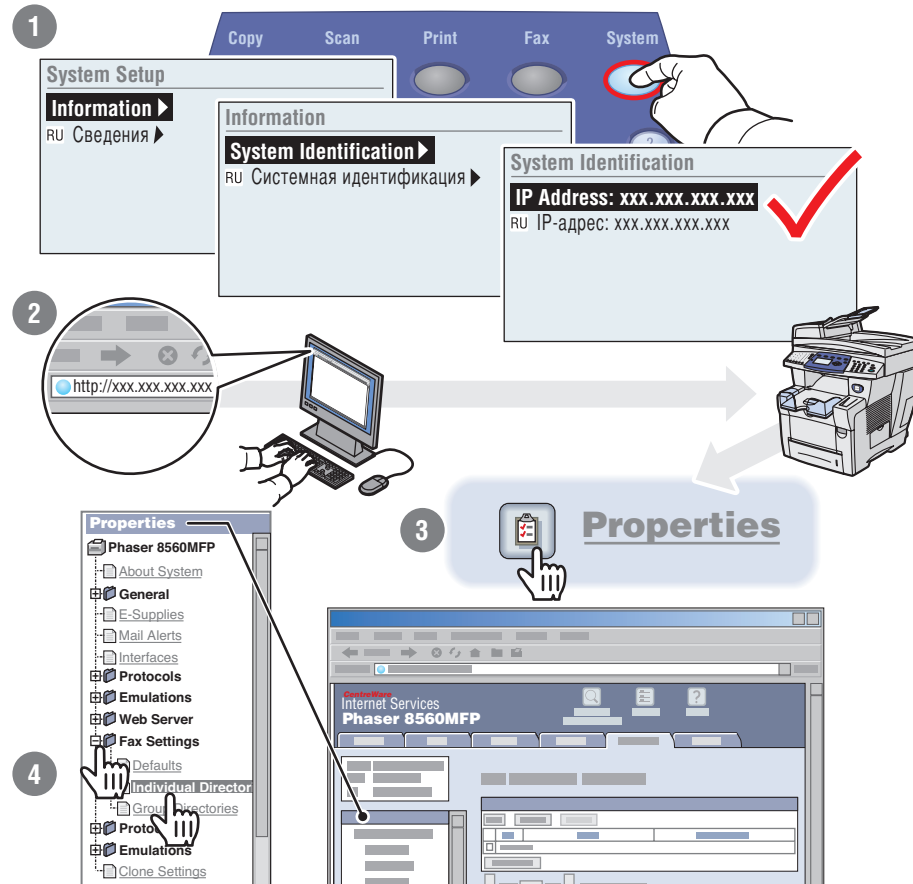 1
Copy Scan Print Fax System
System Setup
Information
RU Сведения
Information
System Identification
RU Системная идентификация
?
System Identification
IP Address: xxx.xxx.xxx.xxx
RU IP-адрес: xxx.xxx.xxx.xxx
2
http://xxx.xxx.xxx.xxx
3
Properties
Properties
Phaser 8560MFP
About System
General
E-Supplies
Mail Alerts
Interfaces
Protocols
Emulations
Web Server
Fax Settings
4
Defaults
Individual Director
Group Directories
Proto
Emulations
Clone Settings
CentreWare
Internet Services
Phaser 8560MFP
?